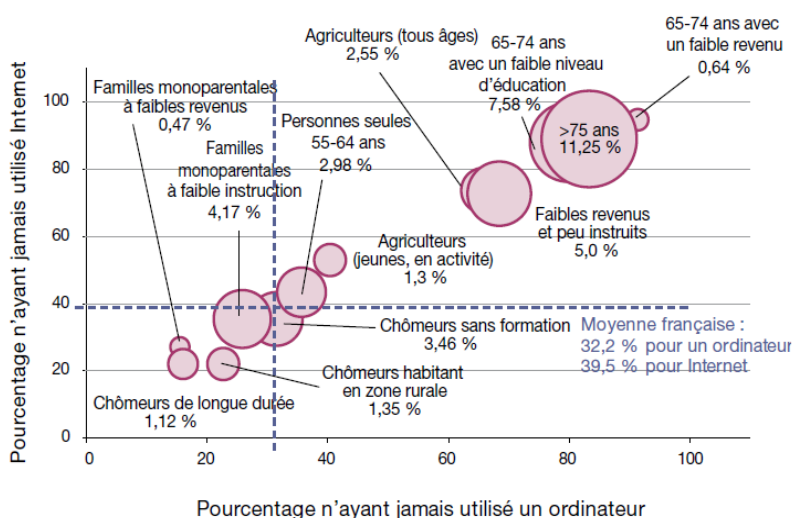 Pourcentage n'ayant jamais utilisé Internet
100
80
60
40
20
0
Familles monoparentales
à faibles revenus
0,47 %
Familles
monoparentales
à faible instruction
4,17 %
Personnes seules
55-64 ans
2,98 %
Agriculteurs (tous âges)
2,55 %
65-74 ans
avec un faible niveau
d'éducation
7,58 %
65-74 ans avec
un faible revenu
0,64 %
>75 ans
11,25 %
Faibles revenus
et peu instruits
5,0 %
Agriculteurs
(jeunes, en activité)
1,3 %
Chômeurs sans formation
3,46 %
Moyenne française :
32,2 % pour un ordinateur
39,5 % pour Internet
Chômeurs habitant
en zone rurale
1,35 %
Chômeurs de longue durée
1,12 %
0
20
40
60
80
100
Pourcentage n'ayant jamais utilisé un ordinateur